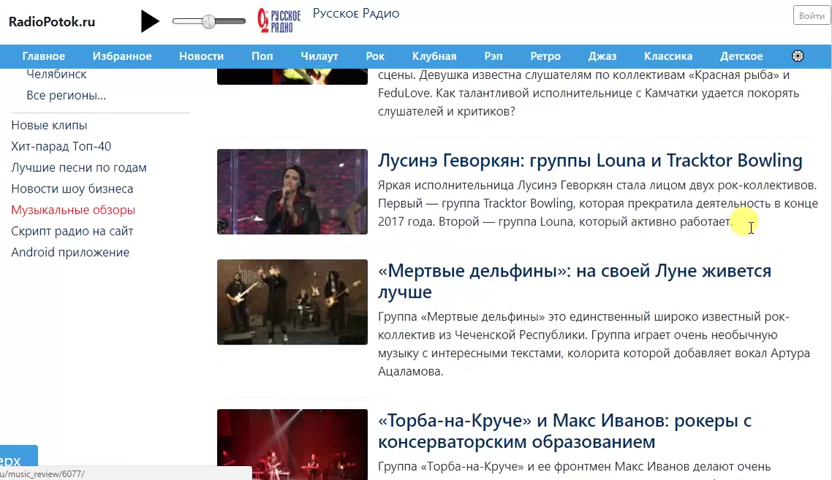 RadioPotok.ru
РУССКОЕ РАДИО
Русское Радио
Войти
Главное Избранное Новости Поп Чилаут Рок Клубная Рэп Ретро Джаз Классика Детское
Челябинск
Все регионы...
Новые клипы
Хит-парад Топ-40
Лучшие песни по годам
Новости шоу бизнеса
Музыкальные обзоры
Скрипт радио на сайт
Android приложение
сцены. Девушка известна слушателям по коллективам «Красная рыба» и
FeduLove. Как талантливой исполнительнице с Камчатки удается покорять
слушателей и критиков?
Лусинэ Геворкян: группы Louna и Tracktor Bowling
Яркая исполнительница Лусинэ Геворкян стала лицом двух рок-коллективов.
Первый — группа Tracktor Bowling, которая прекратила деятельность в конце
2017 года. Второй — группа Louna, который активно работает.
«Мертвые дельфины»: на своей Луне живется
лучше
Группа «Мертвые дельфины» это единственный широко известный рок-
коллектив из Чеченской Республики. Группа играет очень необычную
музыку с интересными текстами, колорита которой добавляет вокал Артура
Ацаламова.
«Торба-на-Круче» и Макс Иванов: рокеры с
консерваторским образованием
Группа «Торба-на-Круче» и ее фронтмен Макс Иванов делают очень
ерх
u/music_review/6077/